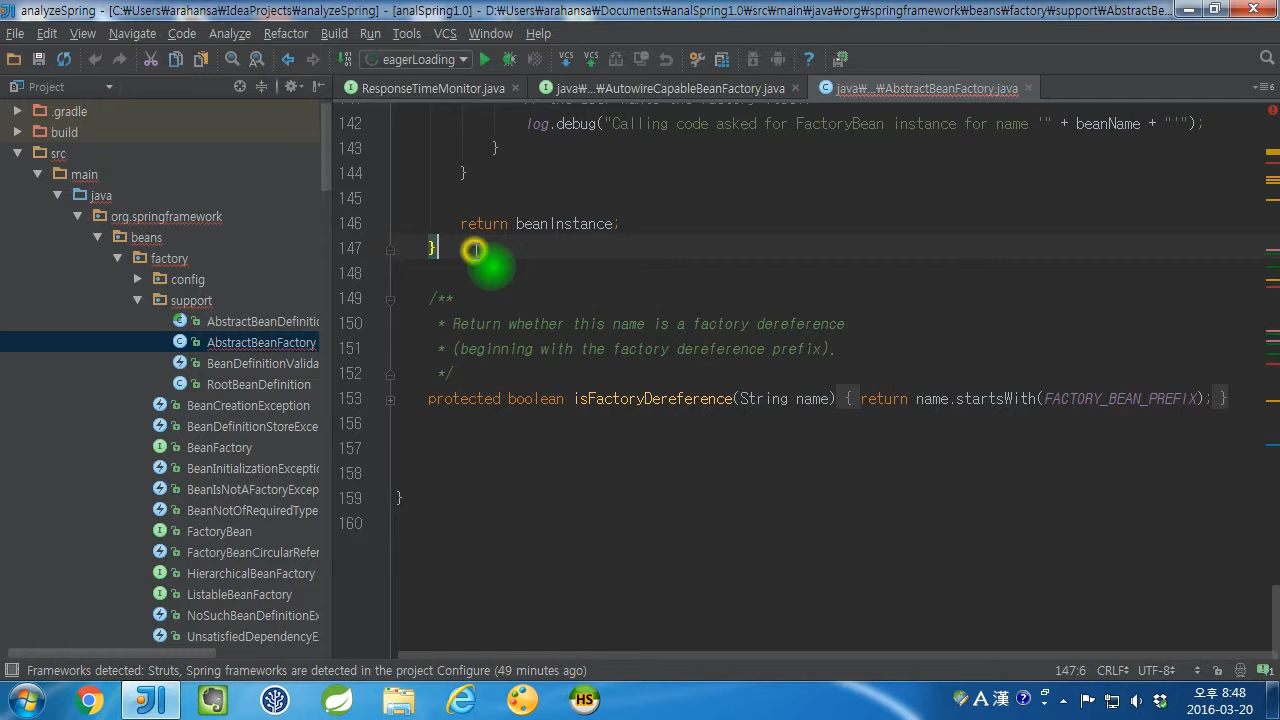 analyzeSpring - [C:₩Users₩arahansa₩IdeaProjects₩analyzeSpring] - [analSpring1.0] - D:₩Users₩arahansa₩Documents₩analSpring1.0₩src₩main₩java₩org₩springframework₩beans₩factory₩support₩AbstractBe...
File Edit View Navigate Code Analyze Refactor Build Run Tools VCS Window Help
eagerLoading VCS VCS ?
Project ResponseTimeMonitor.java java₩...₩AutowireCapableBeanFactory.java java₩...₩AbstractBeanFactory.java
.gradle
build
src
main
java
org.springframework
beans
factory
config
support
AbstractBeanDefinitic
AbstractBeanFactory
BeanDefinitionValida
RootBeanDefinition
BeanCreationException
BeanDefinitionStoreExce
BeanFactory
BeanInitializationExceptic
BeanIsNotAFactoryExcep
BeanNotOfRequiredType
FactoryBean
FactoryBeanCircularRefer
HierarchicalBeanFactory
ListableBeanFactory
NoSuchBeanDefinitionEx
UnsatisfiedDependencyE
142 log.debug("Calling code asked for FactoryBean instance for name '" + beanName + "'");
143 }
144 }
145
146 return beanInstance;
147 }
148
149 /**
150 * Return whether this name is a factory dereference
151 * (beginning with the factory dereference prefix).
152 */
153 protected boolean isFactoryDereference(String name) { return name.startsWith(FACTORY_BEAN_PREFIX); }
156
157
158
159 }
160
Frameworks detected: Struts, Spring frameworks are detected in the project Configure (49 minutes ago) 147:6 CRLF UTF-8
HS A 漢 ? 오후 8:48
2016-03-20